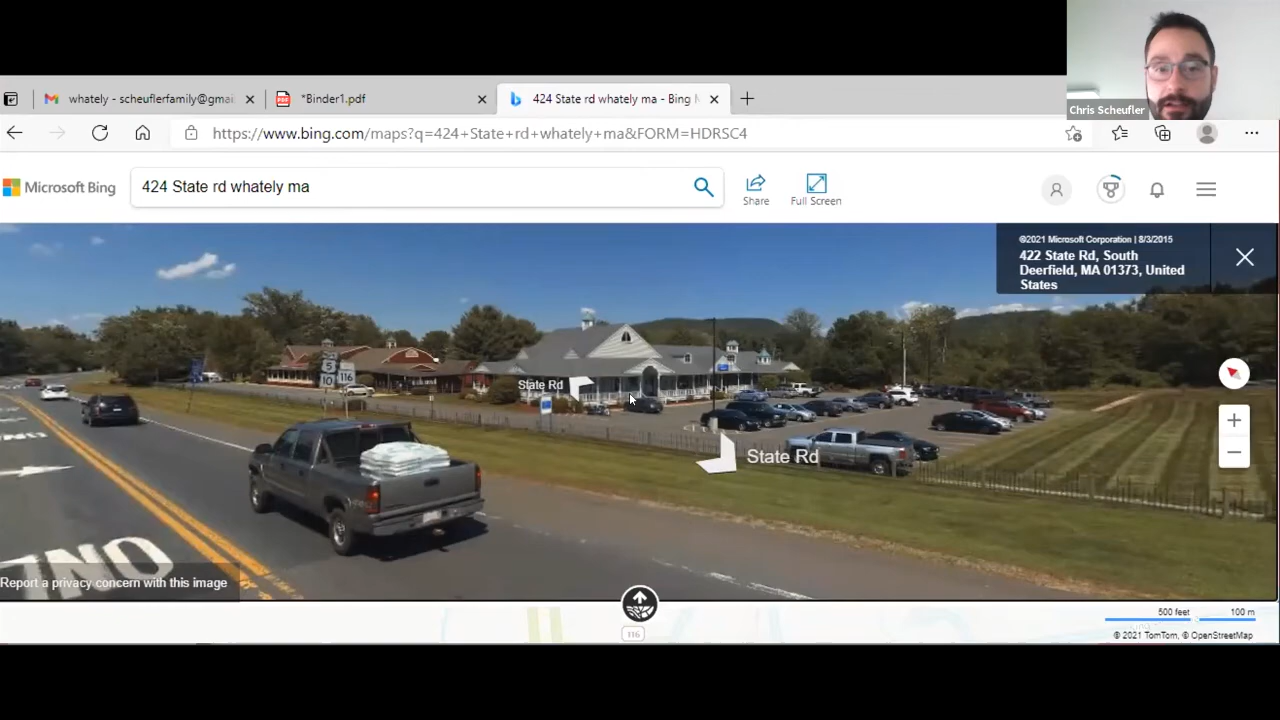 whately - scheuflerfamily@gmai
*Binder1.pdf
424 State rd whately ma - Bing M
Chris Scheufler
https://www.bing.com/maps?q=424+State+rd+whately+ma&FORM=HDRSC4
Microsoft Bing
424 State rd whately ma
Share
Full Screen
©2021 Microsoft Corporation | 8/3/2015
422 State Rd, South
Deerfield, MA 01373, United
States
5
10
116
State Rd
State Rd
ONLY
Report a privacy concern with this image
116
500 feet
100 m
© 2021 TomTom, © OpenStreetMap